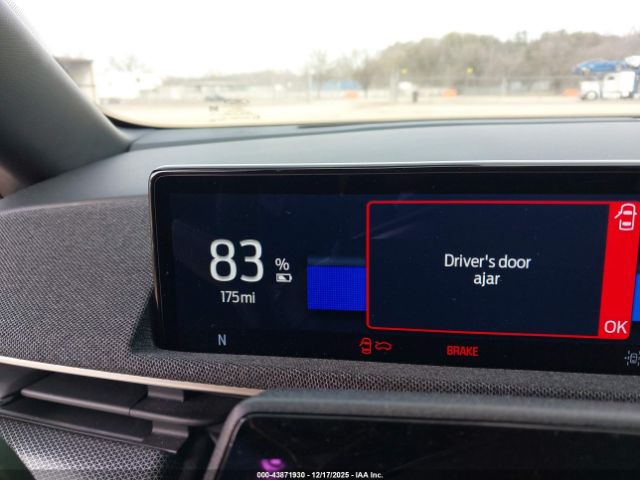 83 %
175mi
Driver's door
ajar
OK
N
BRAKE
000-43871930 - 12/17/2025 - IAA Inc.